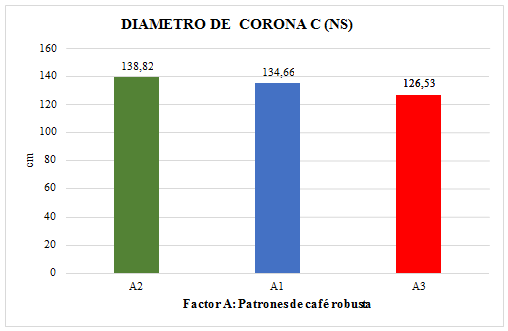 DIAMETRO DE CORONA C (NS)
160
140
120
100
80
60
40
20
0
cm
138,82
134,66
126,53
A2
A1
A3
Factor A: Patrones de café robusta